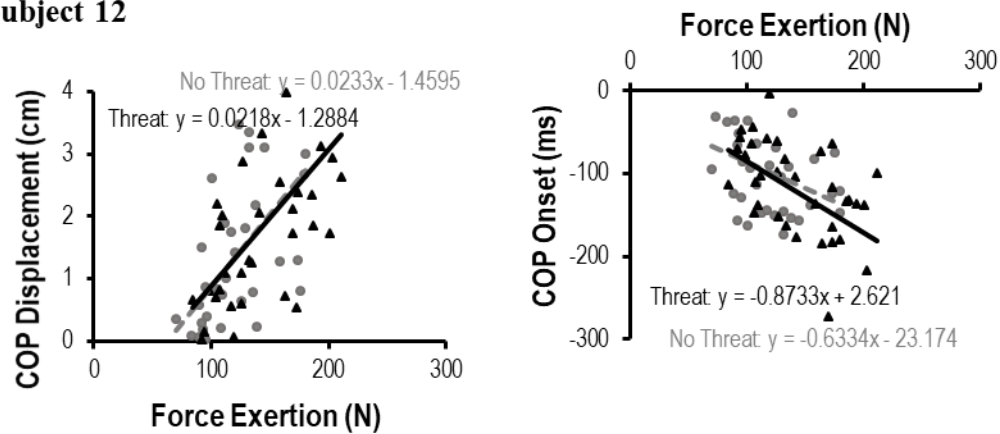 ubject 12
No Threat: y = 0.0233x - 1.4595
Threat: y = 0.0218x - 1.2884
COP Displacement (cm)
4
3
2
1
0
0 100 200 300
Force Exertion (N)
Force Exertion (N)
0 100 200 300
COP Onset (ms)
0
-100
-200
-300
Threat: y = -0.8733x + 2.621
No Threat: y = -0.6334x - 23.174